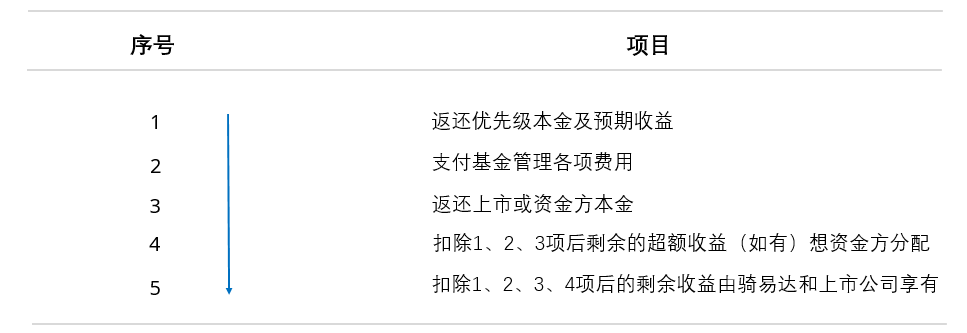 序号 项目
1 返还优先级本金及预期收益
2 支付基金管理各项费用
3 返还上市或资金方本金
4 扣除1、2、3项后剩余的超额收益（如有）想资金方分配
5 扣除1、2、3、4项后的剩余收益由骑易达和上市公司享有